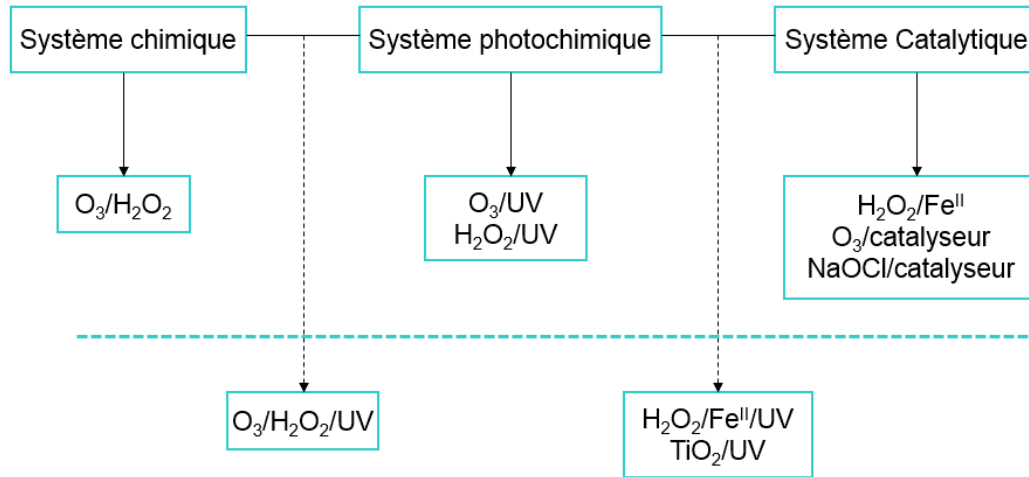 Système chimique
Système photochimique
Système Catalytique
O₃/H₂O₂
O₃/UV
H₂O₂/UV
H₂O₂/Feᴵᴵ
O₃/catalyseur
NaOCl/catalyseur
O₃/H₂O₂/UV
H₂O₂/Feᴵᴵ/UV
TiO₂/UV